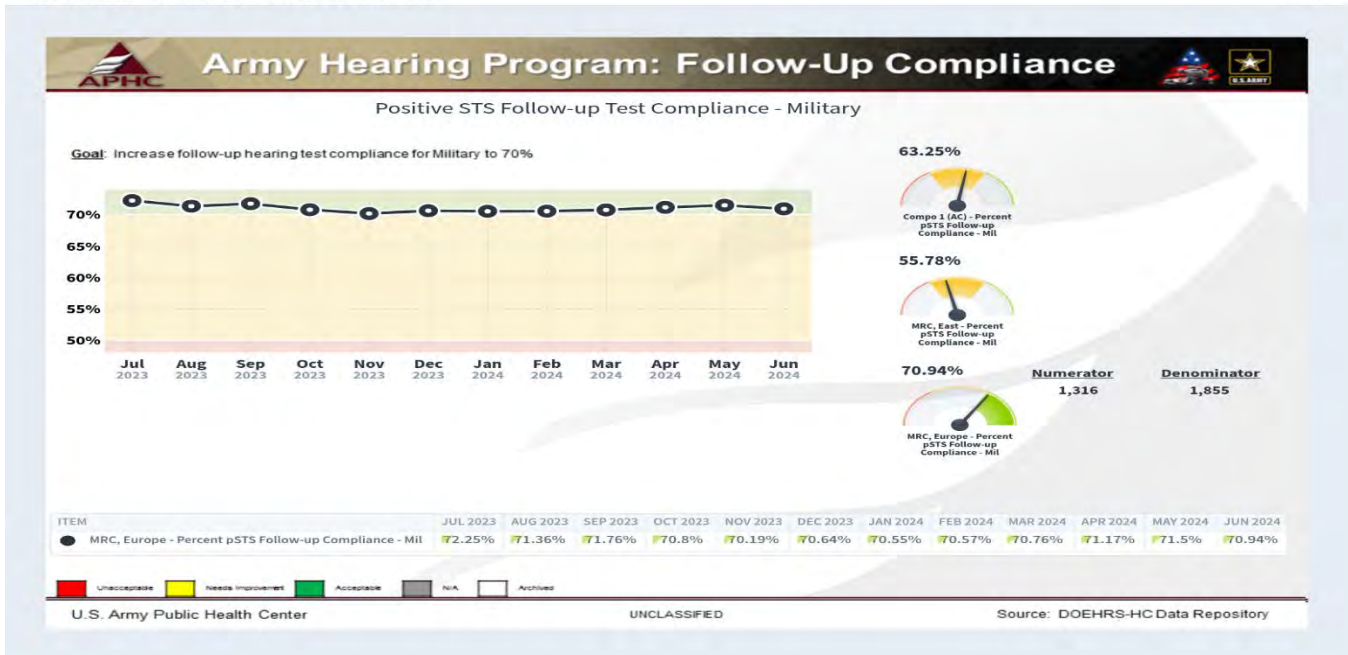 APHC
Army Hearing Program: Follow-Up Compliance
U.S.ARMY
Positive STS Follow-up Test Compliance - Military
Goal: Increase follow-up hearing test compliance for Military to 70%
70%
65%
60%
55%
50%
Jul Aug Sep Oct Nov Dec Jan Feb Mar Apr May Jun
2023 2023 2023 2023 2023 2023 2024 2024 2024 2024 2024 2024
63.25%
Compo 1 (AC) - Percent
pSTS Follow-up
Compliance - Mil
55.78%
MRC, East - Percent
pSTS Follow-up
Compliance - Mil
70.94%
MRC, Europe - Percent
pSTS Follow-up
Compliance - Mil
Numerator Denominator
1,316 1,855
ITEM JUL 2023 AUG 2023 SEP 2023 OCT 2023 NOV 2023 DEC 2023 JAN 2024 FEB 2024 MAR 2024 APR 2024 MAY 2024 JUN 2024
MRC, Europe - Percent pSTS Follow-up Compliance - Mil 72.25% 71.36% 71.76% 70.8% 70.19% 70.64% 70.55% 70.57% 70.76% 71.17% 71.5% 70.94%
Unacceptable Needs Improvement Acceptable N/A Archived
U.S. Army Public Health Center UNCLASSIFIED Source: DOEHRS-HC Data Repository